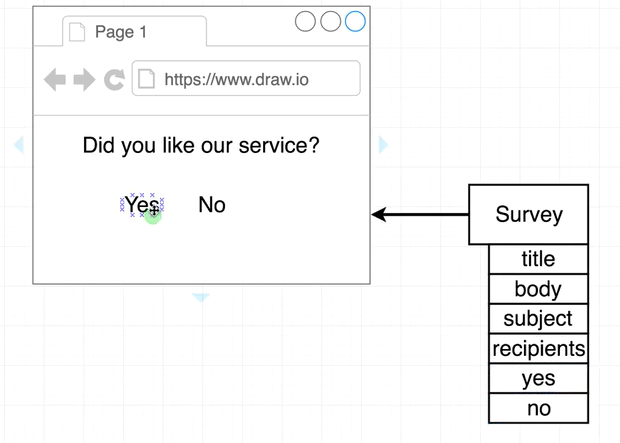 Page 1
https://www.draw.io
Did you like our service?
Yes No
Survey
title
body
subject
recipients
yes
no